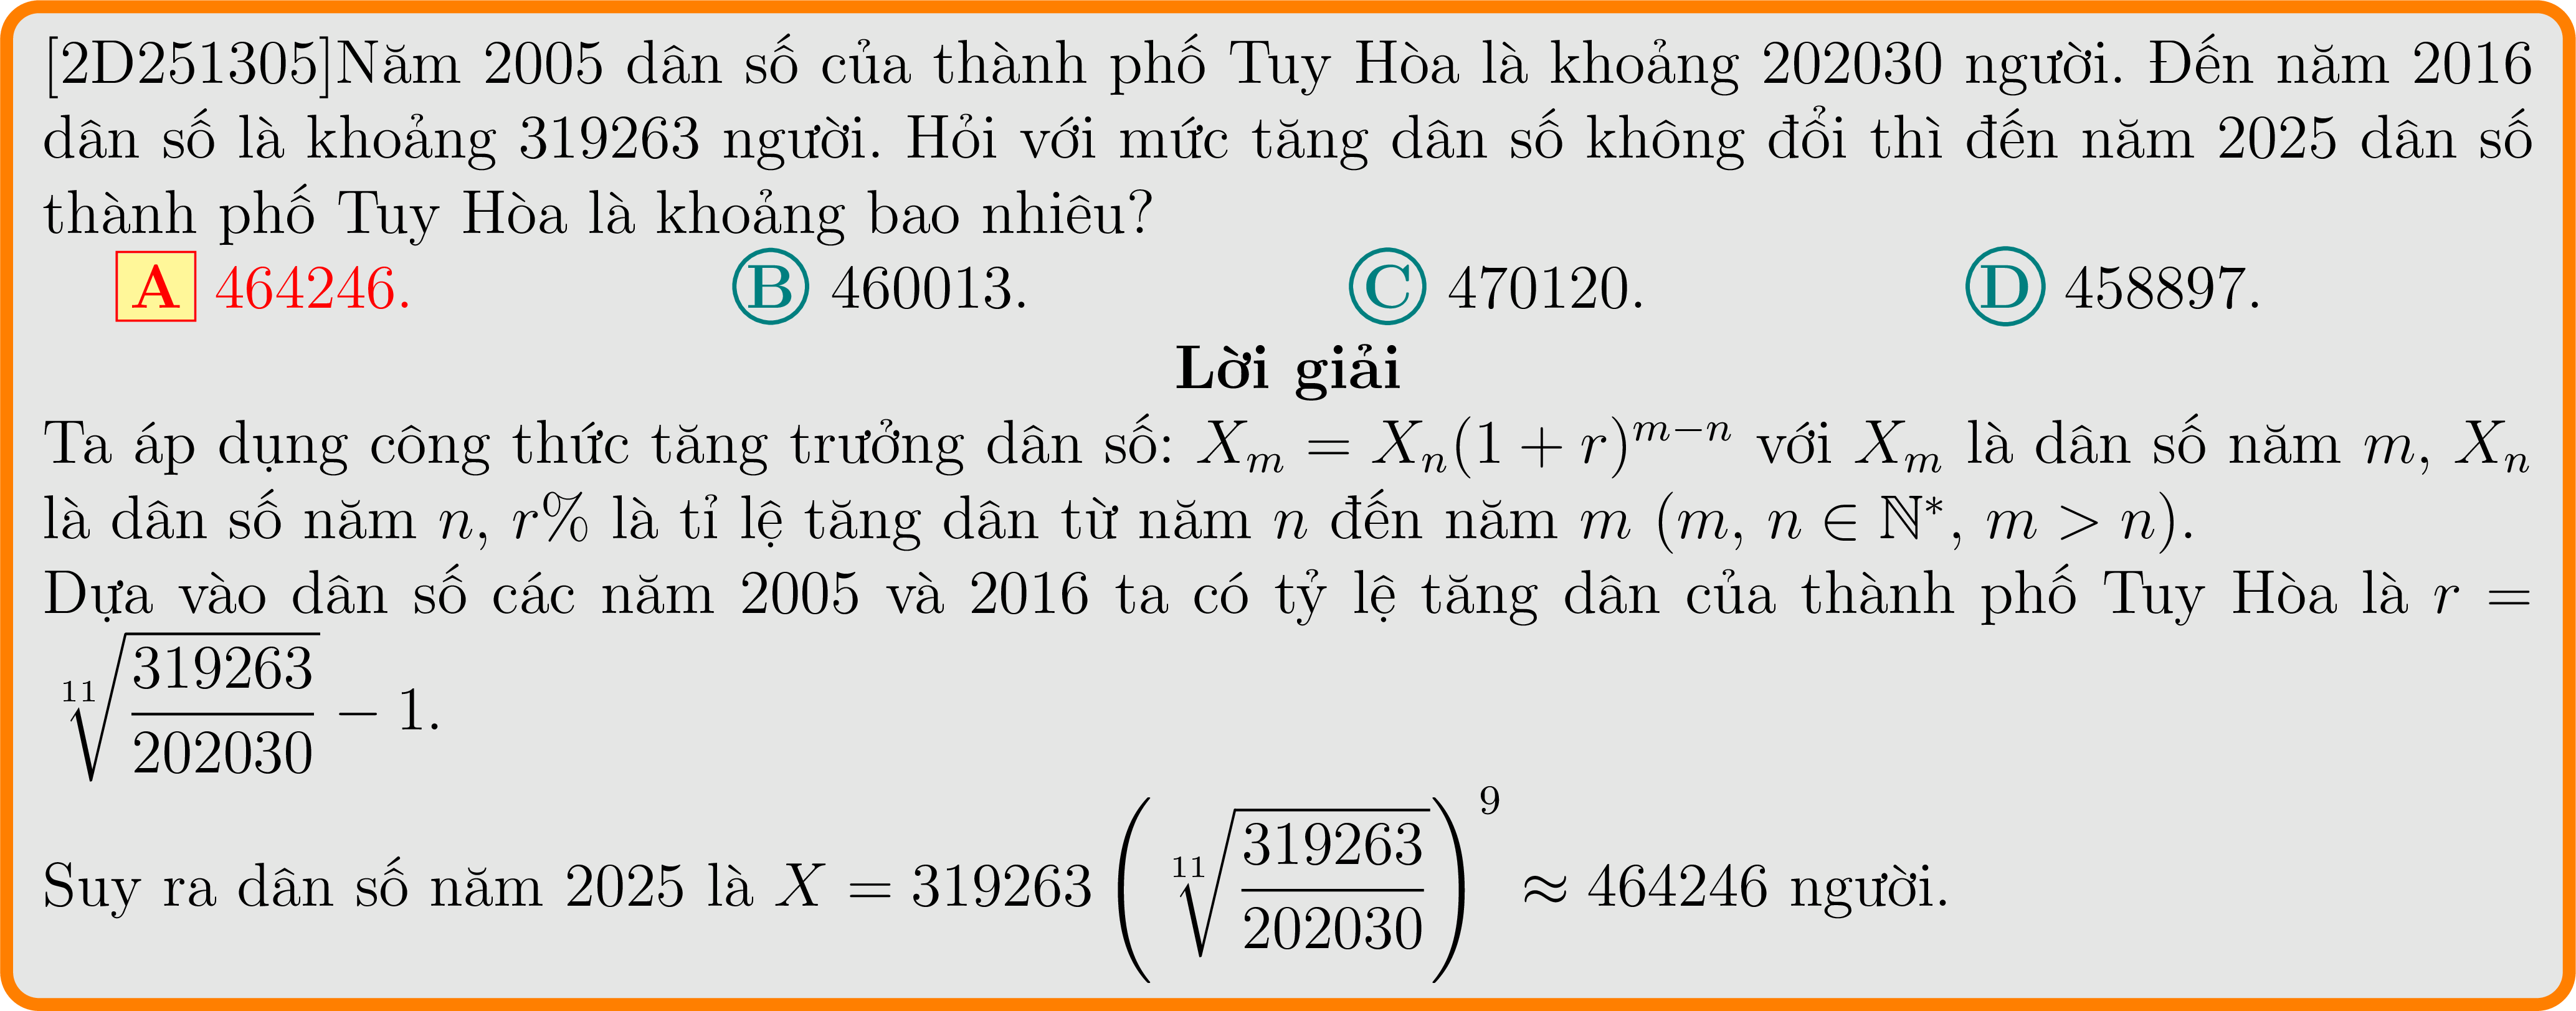 [2D251305]Năm 2005 dân số của thành phố Tuy Hòa là khoảng 202030 người. Đến năm 2016
dân số là khoảng 319263 người. Hỏi với mức tăng dân số không đổi thì đến năm 2025 dân số
thành phố Tuy Hòa là khoảng bao nhiêu?
A 464246. B 460013. C 470120. D 458897.
Lời giải
Ta áp dụng công thức tăng trưởng dân số: $X_m = X_n(1 + r)^{m-n}$ với $X_m$ là dân số năm $m$, $X_n$
là dân số năm $n$, $r\%$ là tỉ lệ tăng dân từ năm $n$ đến năm $m$ ($m, n \in \mathbb{N}^*, m > n$).
Dựa vào dân số các năm 2005 và 2016 ta có tỷ lệ tăng dân của thành phố Tuy Hòa là $r =$
$\sqrt[11]{\dfrac{319263}{202030}} - 1.$
Suy ra dân số năm 2025 là $X = 319263 \left( \sqrt[11]{\dfrac{319263}{202030}} \right)^9 \approx 464246$ người.